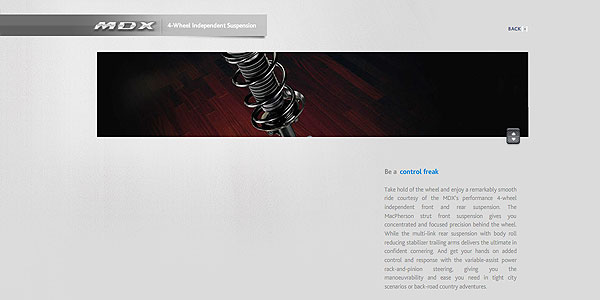 MDX
4-Wheel Independent Suspension
BACK
Be a control freak
Take hold of the wheel and enjoy a remarkably smooth
ride courtesy of the MDX's performance 4-wheel
independent front and rear suspension. The
MacPherson strut front suspension gives you
concentrated and focused precision behind the wheel.
While the multi-link rear suspension with body roll
reducing stabilizer trailing arms delivers the ultimate in
confident cornering. And get your hands on added
control and response with the variable-assist power
rack-and-pinion steering, giving you the
manoeuvrability and ease you need in tight city
scenarios or back-road country adventures.